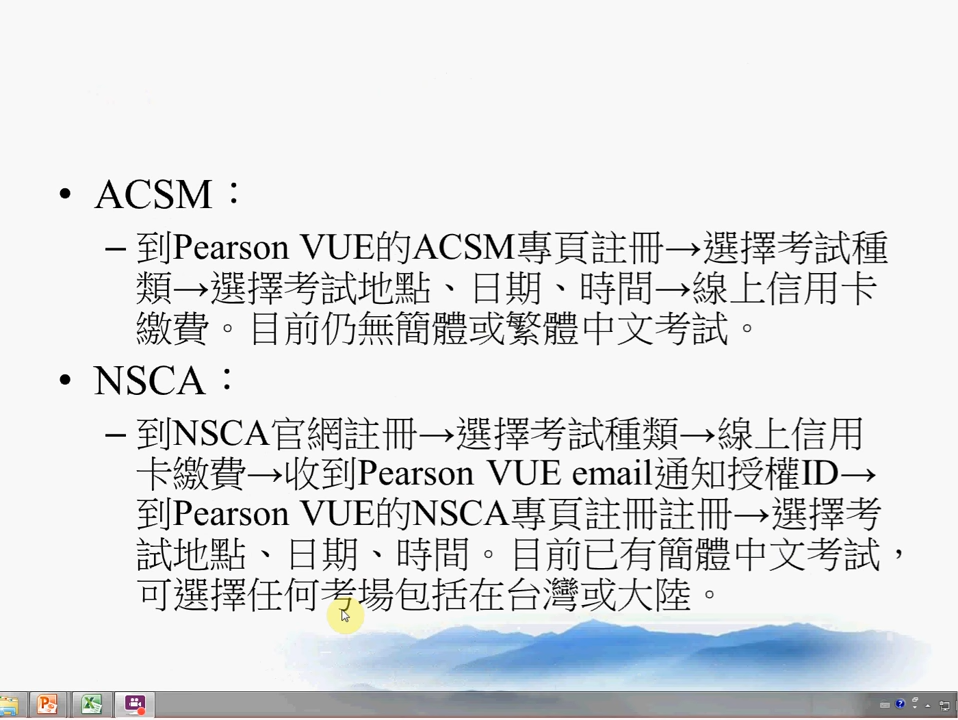 • ACSM：
– 到Pearson VUE的ACSM專頁註冊→選擇考試種
類→選擇考試地點、日期、時間→線上信用卡
繳費。目前仍無簡體或繁體中文考試。
• NSCA：
– 到NSCA官網註冊→選擇考試種類→線上信用
卡繳費→收到Pearson VUE email通知授權ID→
到Pearson VUE的NSCA專頁註冊註冊→選擇考
試地點、日期、時間。目前已有簡體中文考試，
可選擇任何考場包括在台灣或大陸。